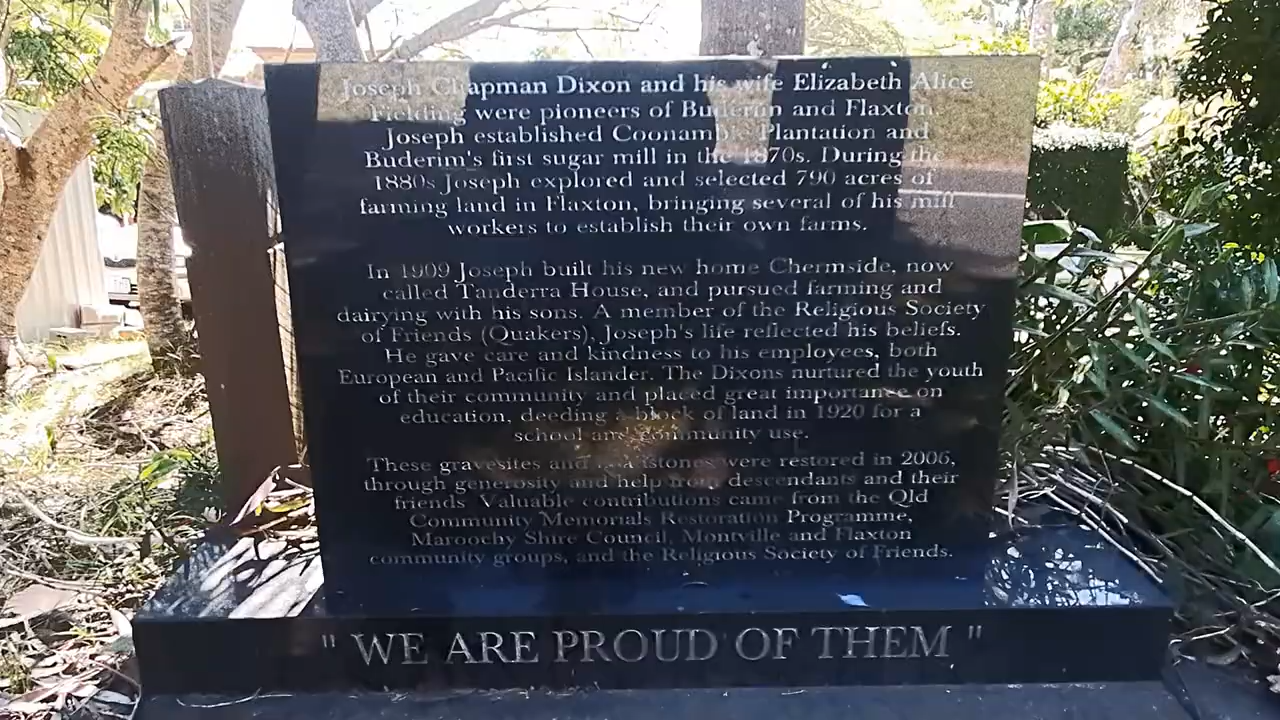 Joseph Chapman Dixon and his wife Elizabeth Alice
Fielding were pioneers of Buderim and Flaxton.
Joseph established Coonambic Plantation and
Buderim's first sugar mill in the 1870s. During the
1880s Joseph explored and selected 790 acres of
farming land in Flaxton, bringing several of his mill
workers to establish their own farms.
In 1909 Joseph built his new home Chermside, now
called Tanderra House, and pursued farming and
dairying with his sons. A member of the Religious Society
of Friends (Quakers), Joseph's life reflected his beliefs.
He gave care and kindness to his employees, both
European and Pacific Islander. The Dixons nurtured the youth
of their community and placed great importance on
education, deeding a block of land in 1920 for a
school and community use.
These gravesites and were restored in 2006,
through generosity and help from descendants and their
friends Valuable contributions came from the Qld
Community Memorials Restoration Programme,
Maroochy Shire Council, Montville and Flaxton
community groups, and the Religious Society of Friends.
" WE ARE PROUD OF THEM "